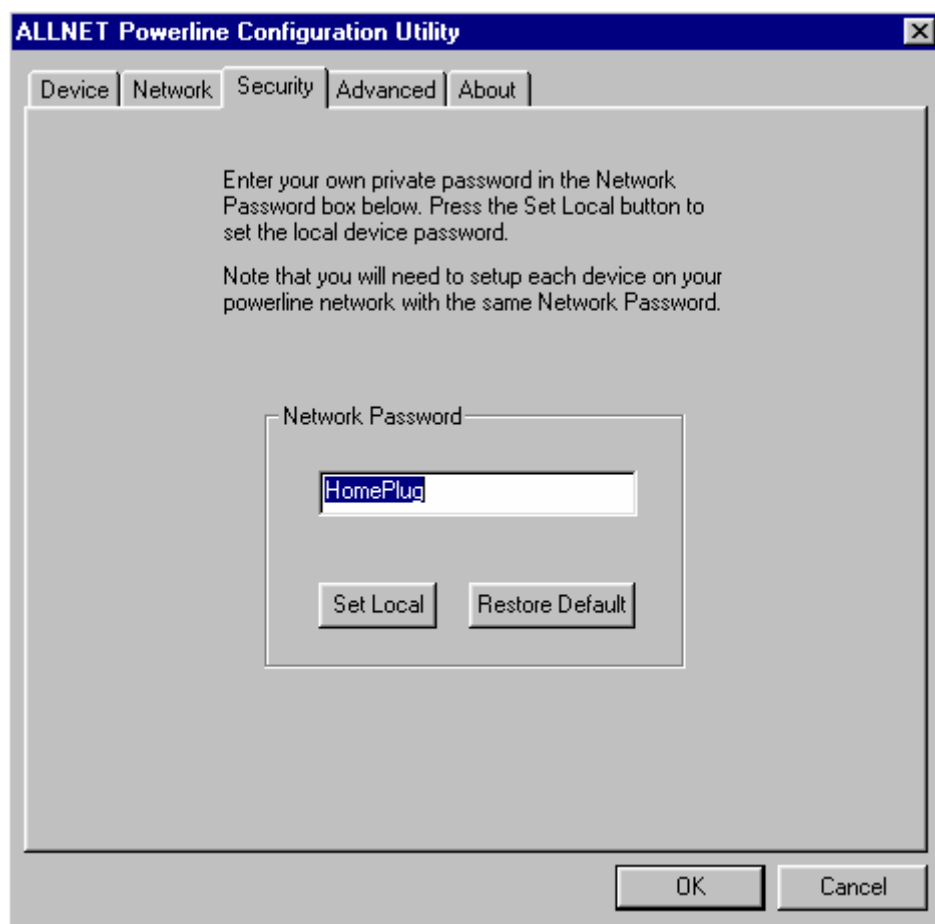 ALLNET Powerline Configuration Utility
Device Network Security Advanced About
Enter your own private password in the Network
Password box below. Press the Set Local button to
set the local device password.
Note that you will need to setup each device on your
powerline network with the same Network Password.
Network Password
HomePlug
Set Local Restore Default
OK Cancel